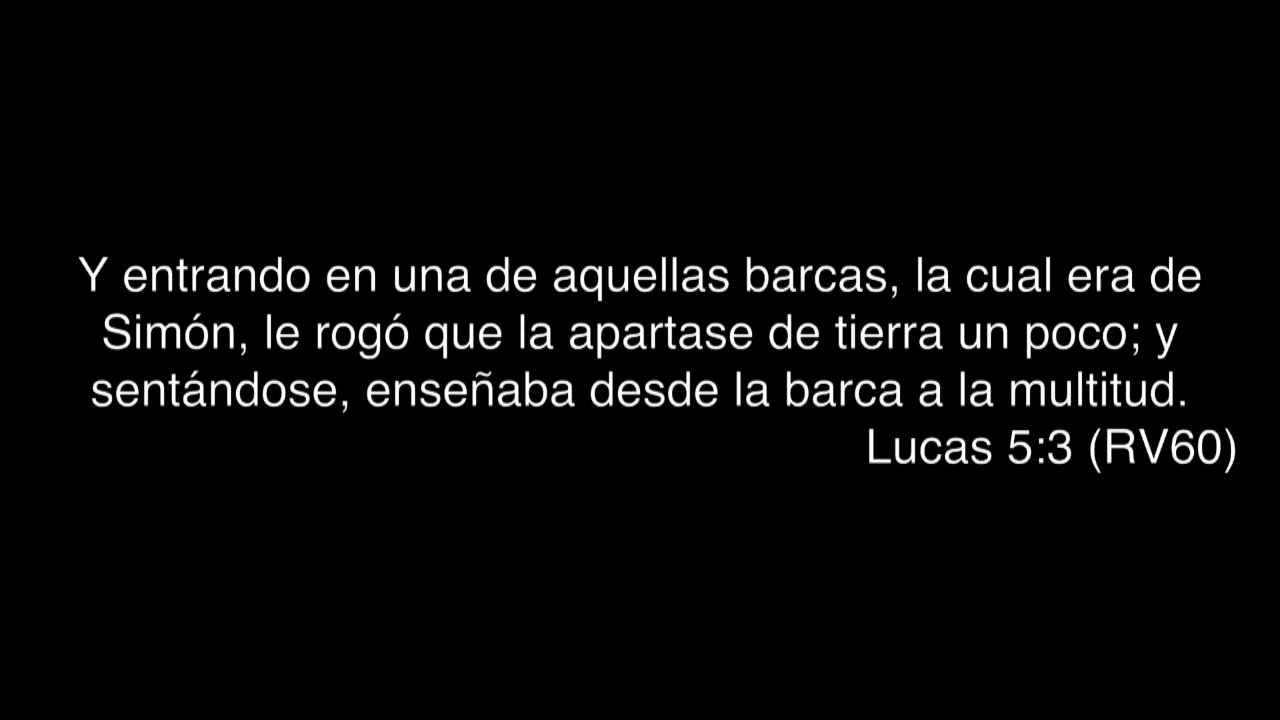 Y entrando en una de aquellas barcas, la cual era de
Simón, le rogó que la apartase de tierra un poco; y
sentándose, enseñaba desde la barca a la multitud.
Lucas 5:3 (RV60)